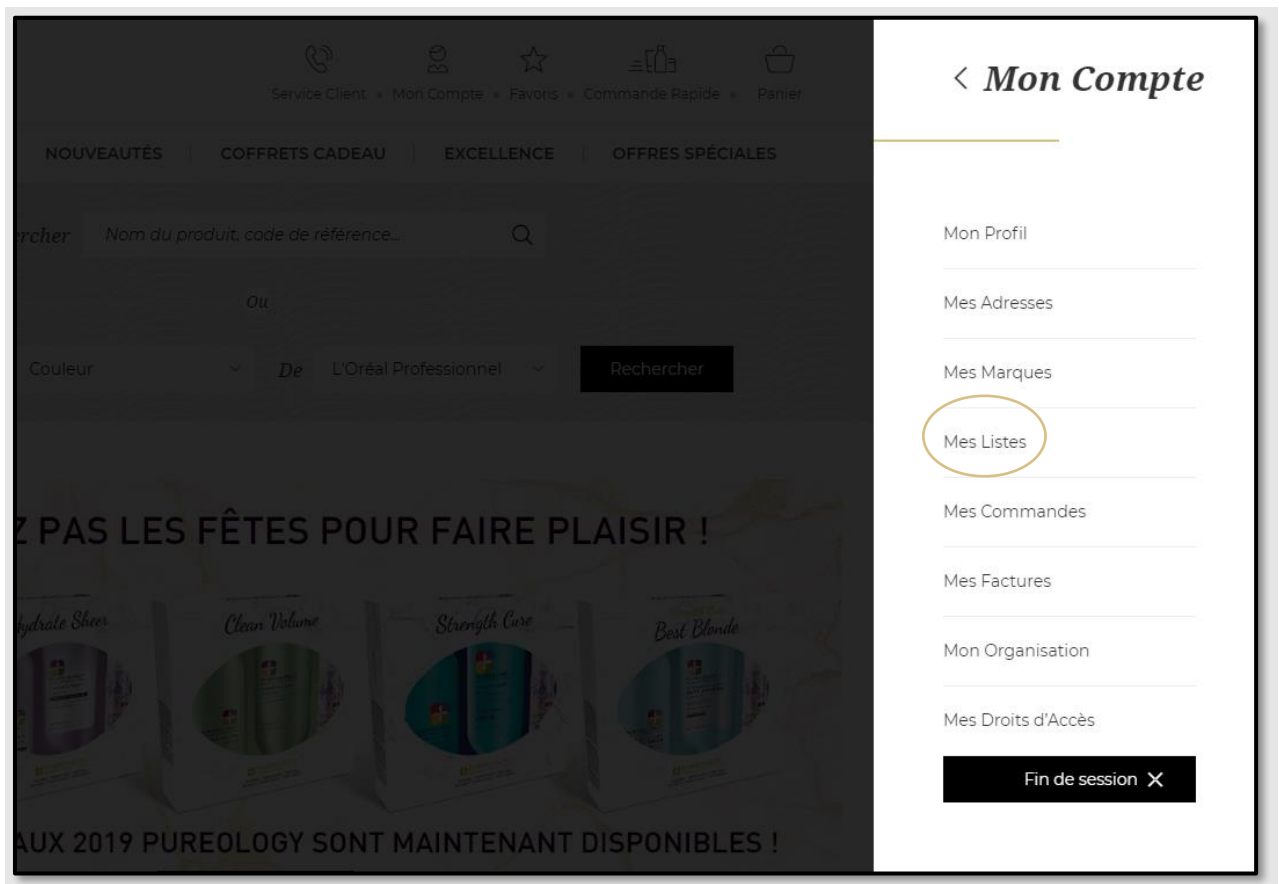 Service Client
Mon Compte
Favoris
Commande Rapide
Panier
NOUVEAUTÉS
COFFRETS CADEAU
EXCELLENCE
OFFRES SPÉCIALES
Nom du produit, code de référence...
Ou
Couleur
De
L'Oréal Professionnel
Rechercher
PAS LES FÊTES POUR FAIRE PLAISIR !
Hydrate Sheer
Clean Volume
Strength Cure
Best Blonde
AUX 2019 PUREOLOGY SONT MAINTENANT DISPONIBLES !
< Mon Compte
Mon Profil
Mes Adresses
Mes Marques
Mes Listes
Mes Commandes
Mes Factures
Mon Organisation
Mes Droits d'Accès
Fin de session X